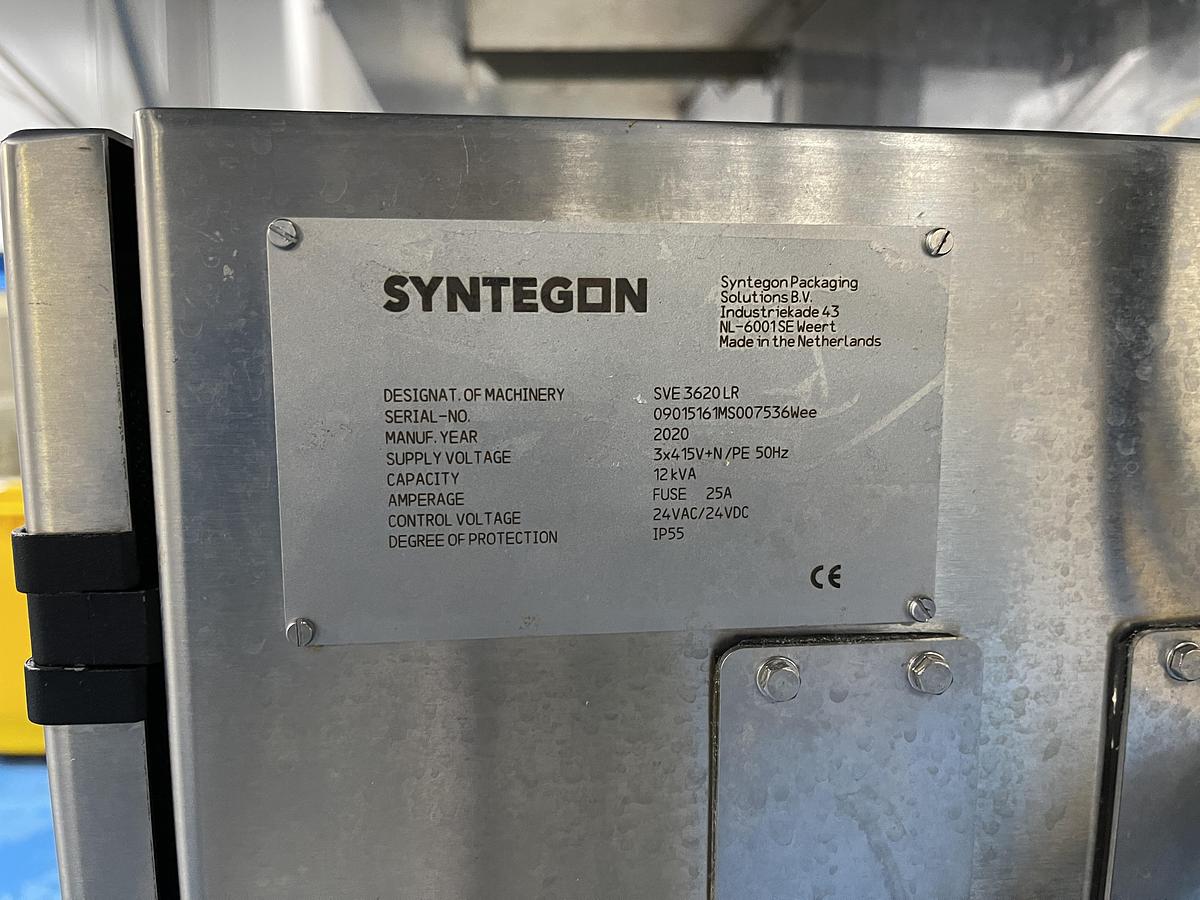 SYNTEGON
Syntegon Packaging
Solutions B.V.
Industriekade 43
NL-6001SE Weert
Made in the Netherlands
DESIGNAT. OF MACHINERY SVE 3620 LR
SERIAL-NO. 09015161MS007536Wee
MANUF. YEAR 2020
SUPPLY VOLTAGE 3x415V+N/PE 50Hz
CAPACITY 12 kVA
AMPERAGE FUSE 25A
CONTROL VOLTAGE 24VAC/24VDC
DEGREE OF PROTECTION IP55
CE